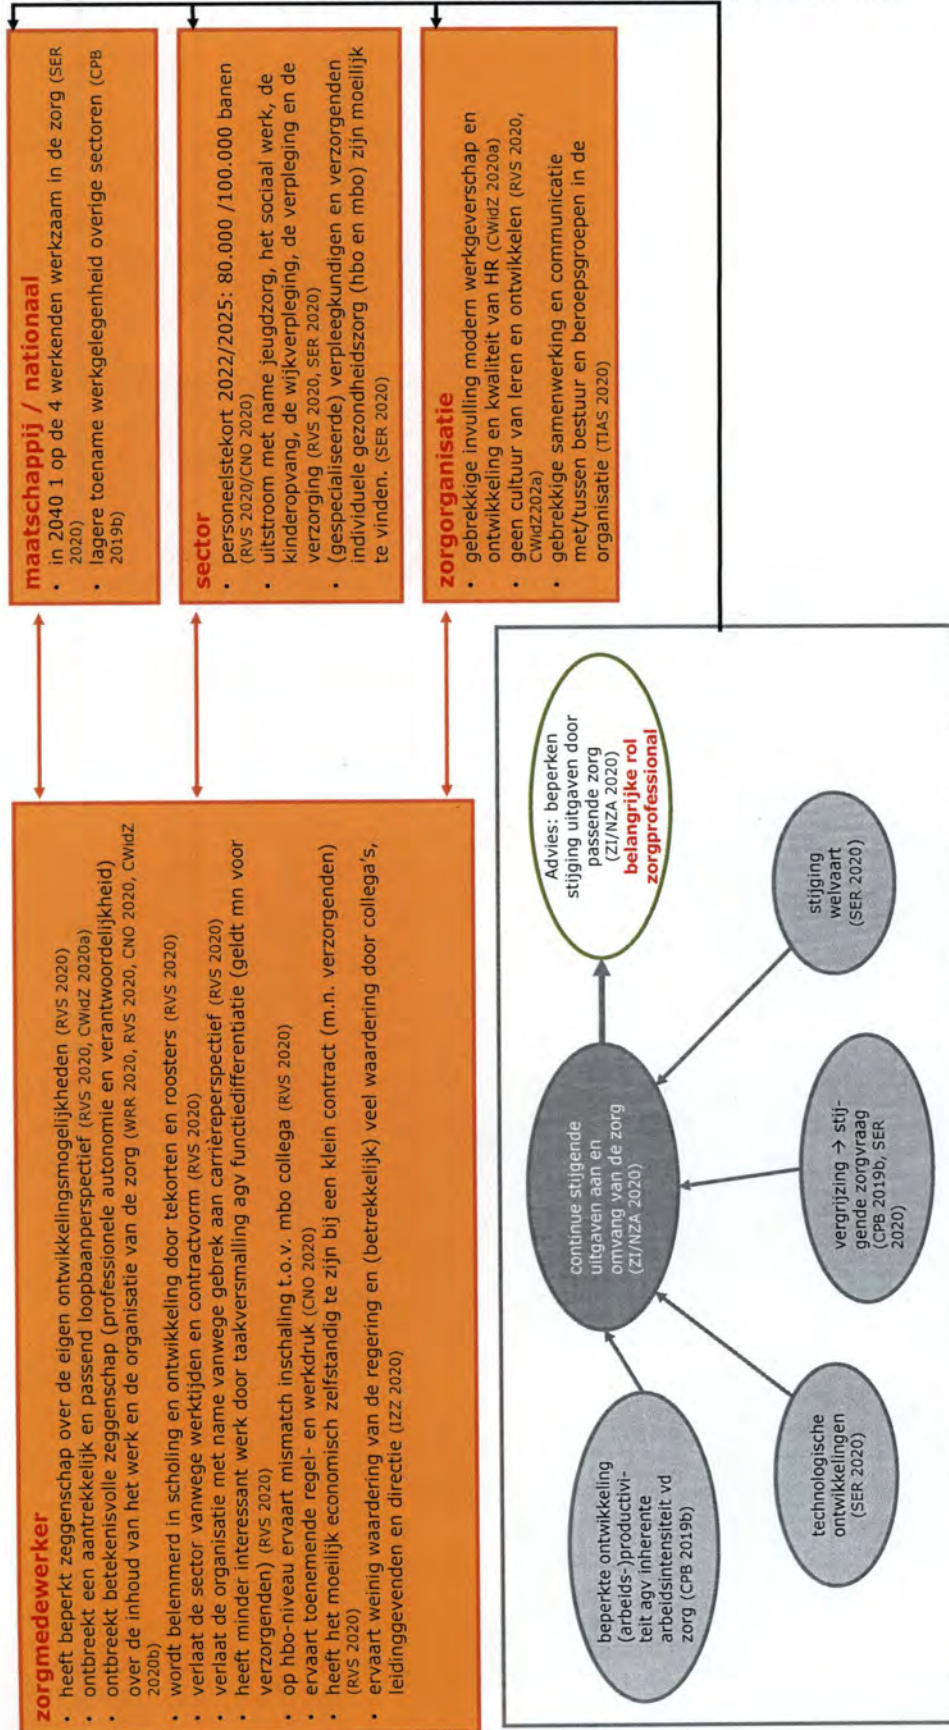 zorgmedewerker
• heeft beperkt zeggenschap over de eigen ontwikkelingsmogelijkheden (RVS 2020)
• ontbreekt een aantrekkelijk en passend loopbaanperspectief (RVS 2020, CWidZ 2020a)
• ontbreekt betekenisvolle zeggenschap (professionele autonomie en verantwoordelijkheid)
over de inhoud van het werk en de organisatie van de zorg (WRR 2020, RVS 2020, CNO 2020, CWidZ
2020b)
• wordt belemmerd in scholing en ontwikkeling door tekorten en roosters (RVS 2020)
• verlaat de sector vanwege werktijden en contractvorm (RVS 2020)
• verlaat de organisatie met name vanwege gebrek aan carrièreperspectief (RVS 2020)
• heeft minder interessant werk door taakversmalling agv functiedifferentiatie (geldt mn voor
verzorgenden) (RVS 2020)
• op hbo-niveau ervaart mismatch inschaling t.o.v. mbo collega (RVS 2020)
• ervaart toenemende regel- en werkdruk (CNO 2020)
• heeft het moeilijk economisch zelfstandig te zijn bij een klein contract (m.n. verzorgenden)
(RVS 2020)
• ervaart weinig waardering van de regering en (betrekkelijk) veel waardering door collega's,
leidinggevenden en directie (IZZ 2020)
maatschappij / nationaal
• in 2040 1 op de 4 werkenden werkzaam in de zorg (SER
2020)
• lagere toename werkgelegenheid overige sectoren (CPB
2019b)
sector
• personeelstekort 2022/2025: 80.000 /100.000 banen
(RVS 2020/CNO 2020)
• uitstroom met name jeugdzorg, het sociaal werk, de
kinderopvang, de wijkverpleging, de verpleging en de
verzorging (RVS 2020, SER 2020)
• (gespecialiseerde) verpleegkundigen en verzorgenden
individuele gezondheidszorg (hbo en mbo) zijn moeilijk
te vinden. (SER 2020)
zorgorganisatie
• gebrekkige invulling modern werkgeverschap en
ontwikkeling en kwaliteit van HR (CWidZ 2020a)
• geen cultuur van leren en ontwikkelen (RVS 2020,
CWidZ202a)
• gebrekkige samenwerking en communicatie
met/tussen bestuur en beroepsgroepen in de
organisatie (TIAS 2020)
beperkte ontwikkeling
(arbeids-)productivi-
teit agv inherente
arbeidsintensiteit vd
zorg (CPB 2019b)
technologische
ontwikkelingen
(SER 2020)
continue stijgende
uitgaven aan en
omvang van de zorg
(ZI/NZA 2020)
vergrijzing → stij-
gende zorgvraag
(CPB 2019b, SER
2020)
stijging
welvaart
(SER 2020)
Advies: beperken
stijging uitgaven door
passende zorg
(ZI/NZA 2020)
belangrijke rol
zorgprofessional